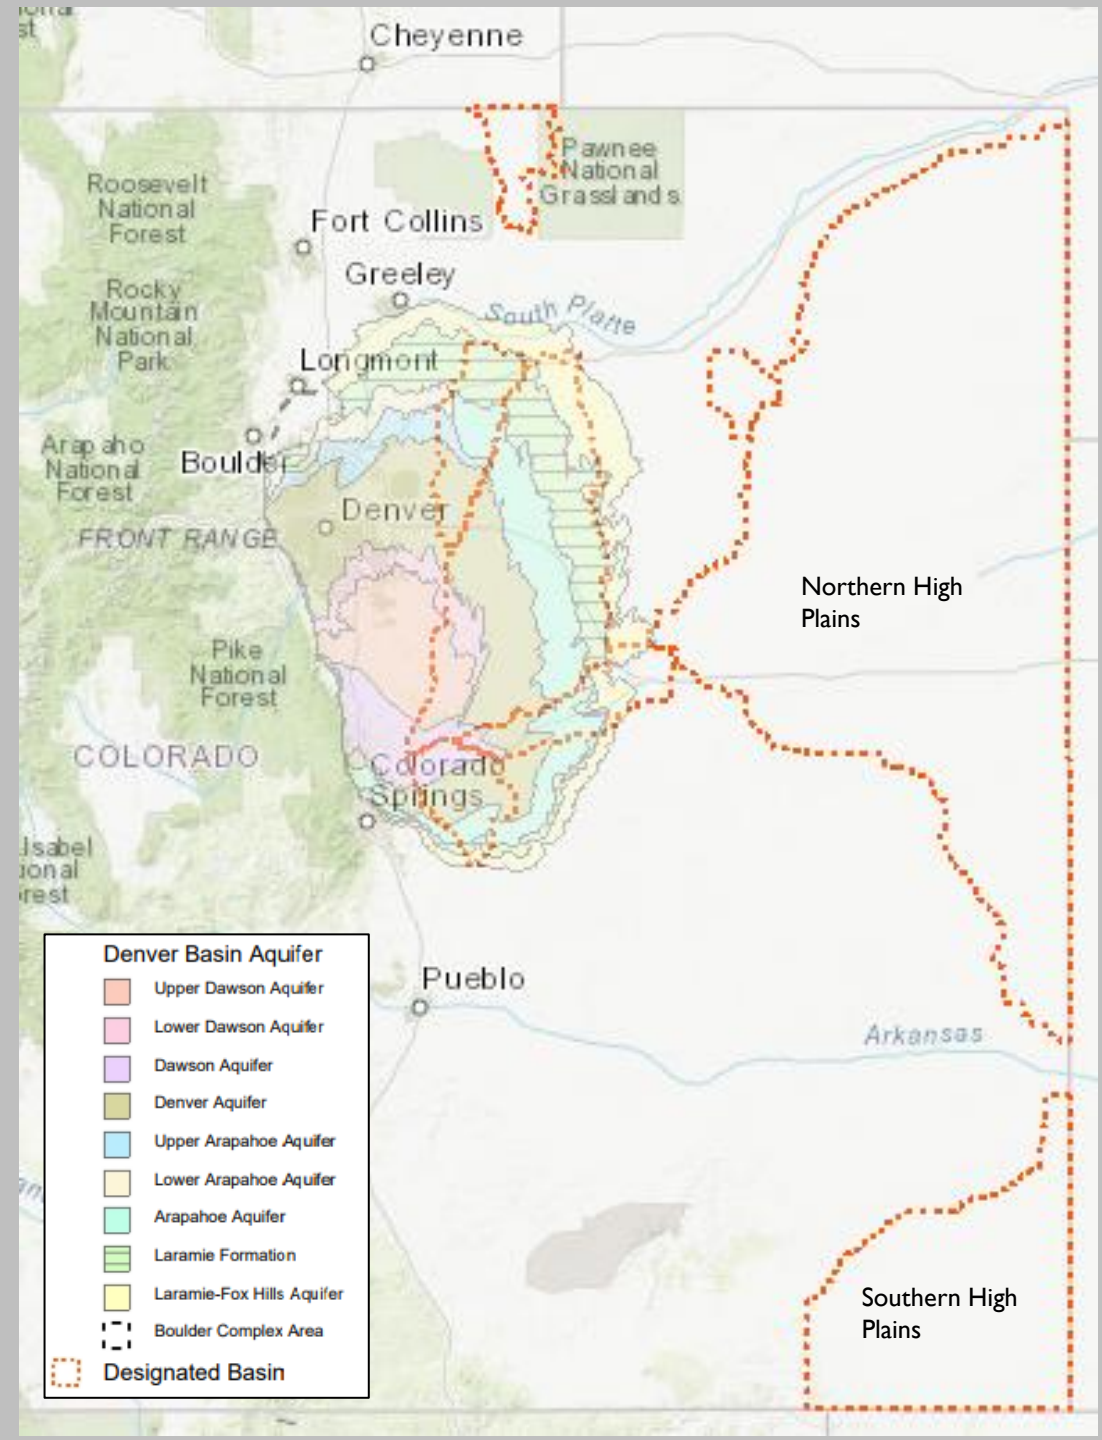 Cheyenne
Pawnee
National
Grasslands
Roosevelt
National
Forest
Fort Collins
Greeley
Rocky
Mountain
National
Park
South Platte
Longmont
Arapaho
National
Forest
Boulder
Denver
FRONT RANGE
Northern High
Plains
Pike
National
Forest
COLORADO
Colorado
Springs
Isabel
Pueblo
Arkansas
Southern High
Plains
Denver Basin Aquifer
Upper Dawson Aquifer
Lower Dawson Aquifer
Dawson Aquifer
Denver Aquifer
Upper Arapahoe Aquifer
Lower Arapahoe Aquifer
Arapahoe Aquifer
Laramie Formation
Laramie-Fox Hills Aquifer
Boulder Complex Area
Designated Basin